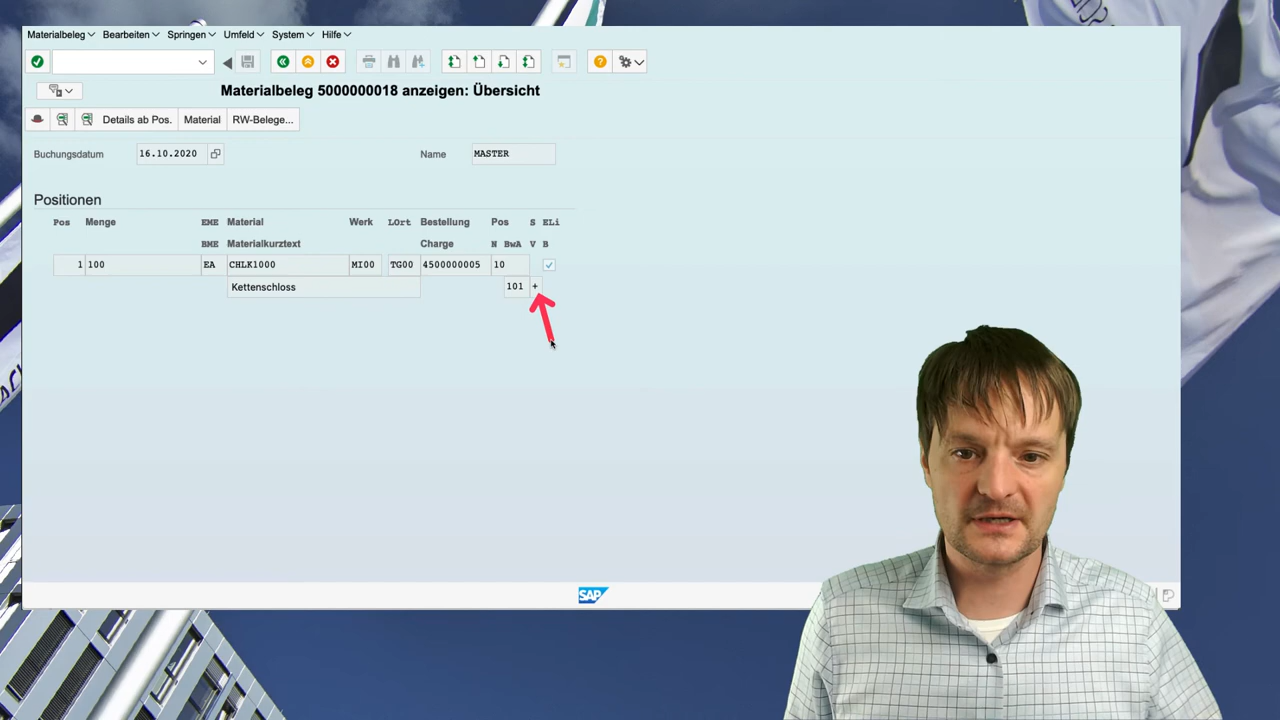 Materialbeleg Bearbeiten Springen Umfeld System Hilfe
Materialbeleg 5000000018 anzeigen: Übersicht
Details ab Pos. Material RW-Belege...
Buchungsdatum 16.10.2020 Name MASTER
Positionen
Pos Menge EME Material Werk LOrt Bestellung Pos S ELi
BME Materialkurztext Charge N BwA V B
1 100 EA CHLK1000 MI00 TG00 4500000005 10
Kettenschloss 101 +
SAP